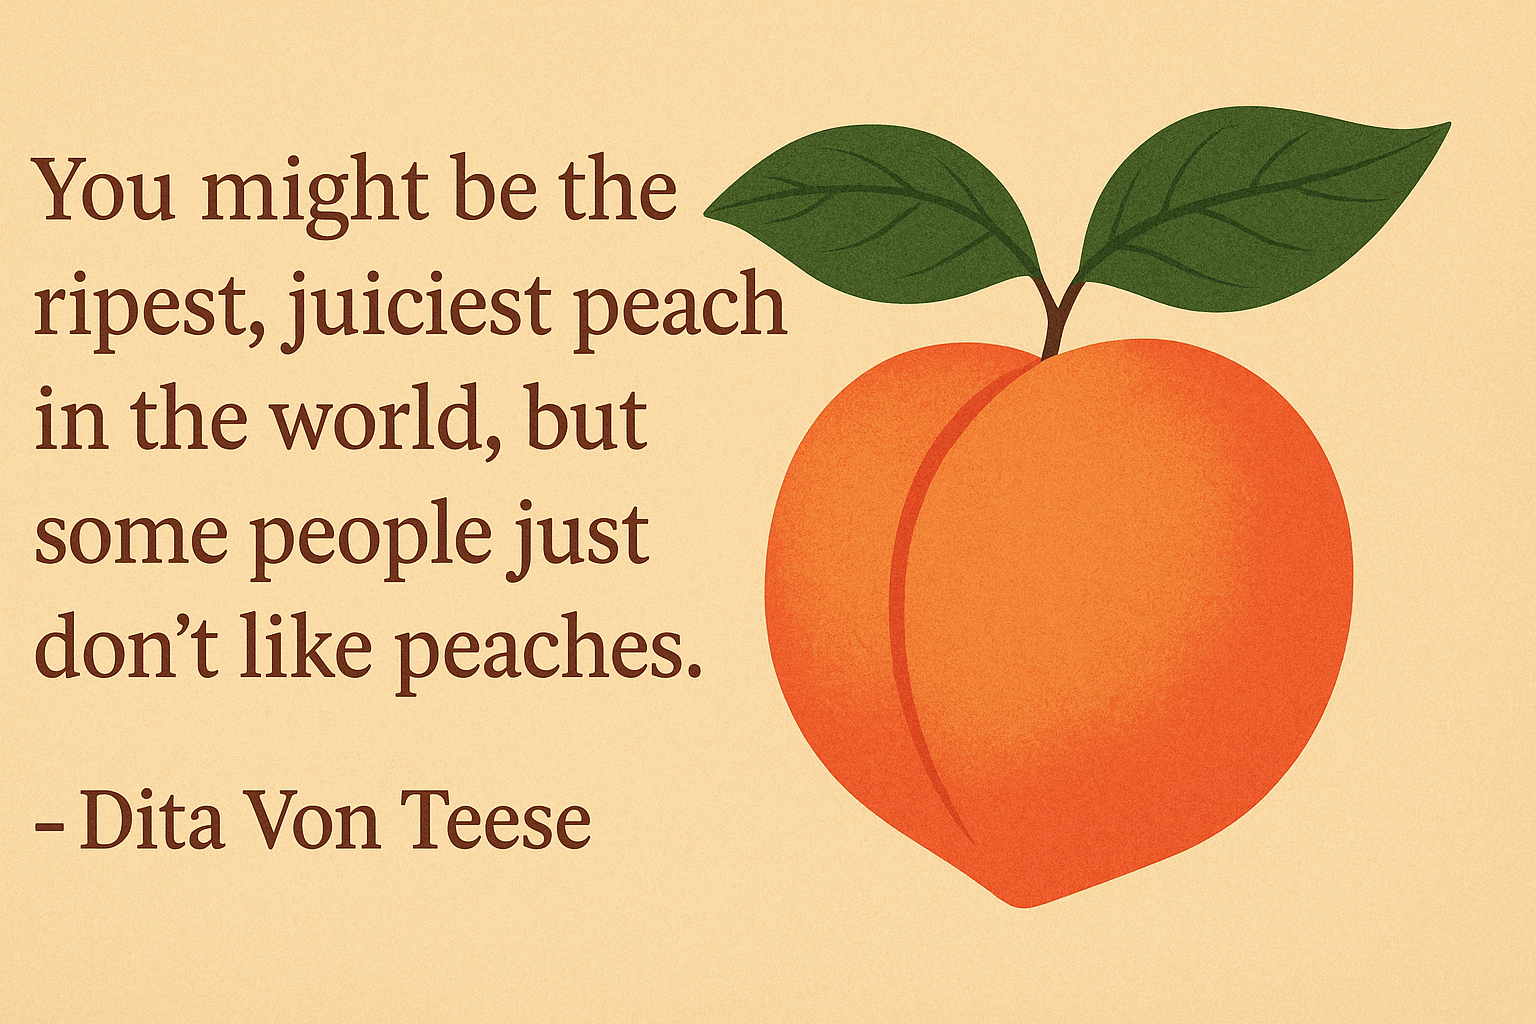 You might be the
ripest, juiciest peach
in the world, but
some people just
don’t like peaches.
– Dita Von Teese